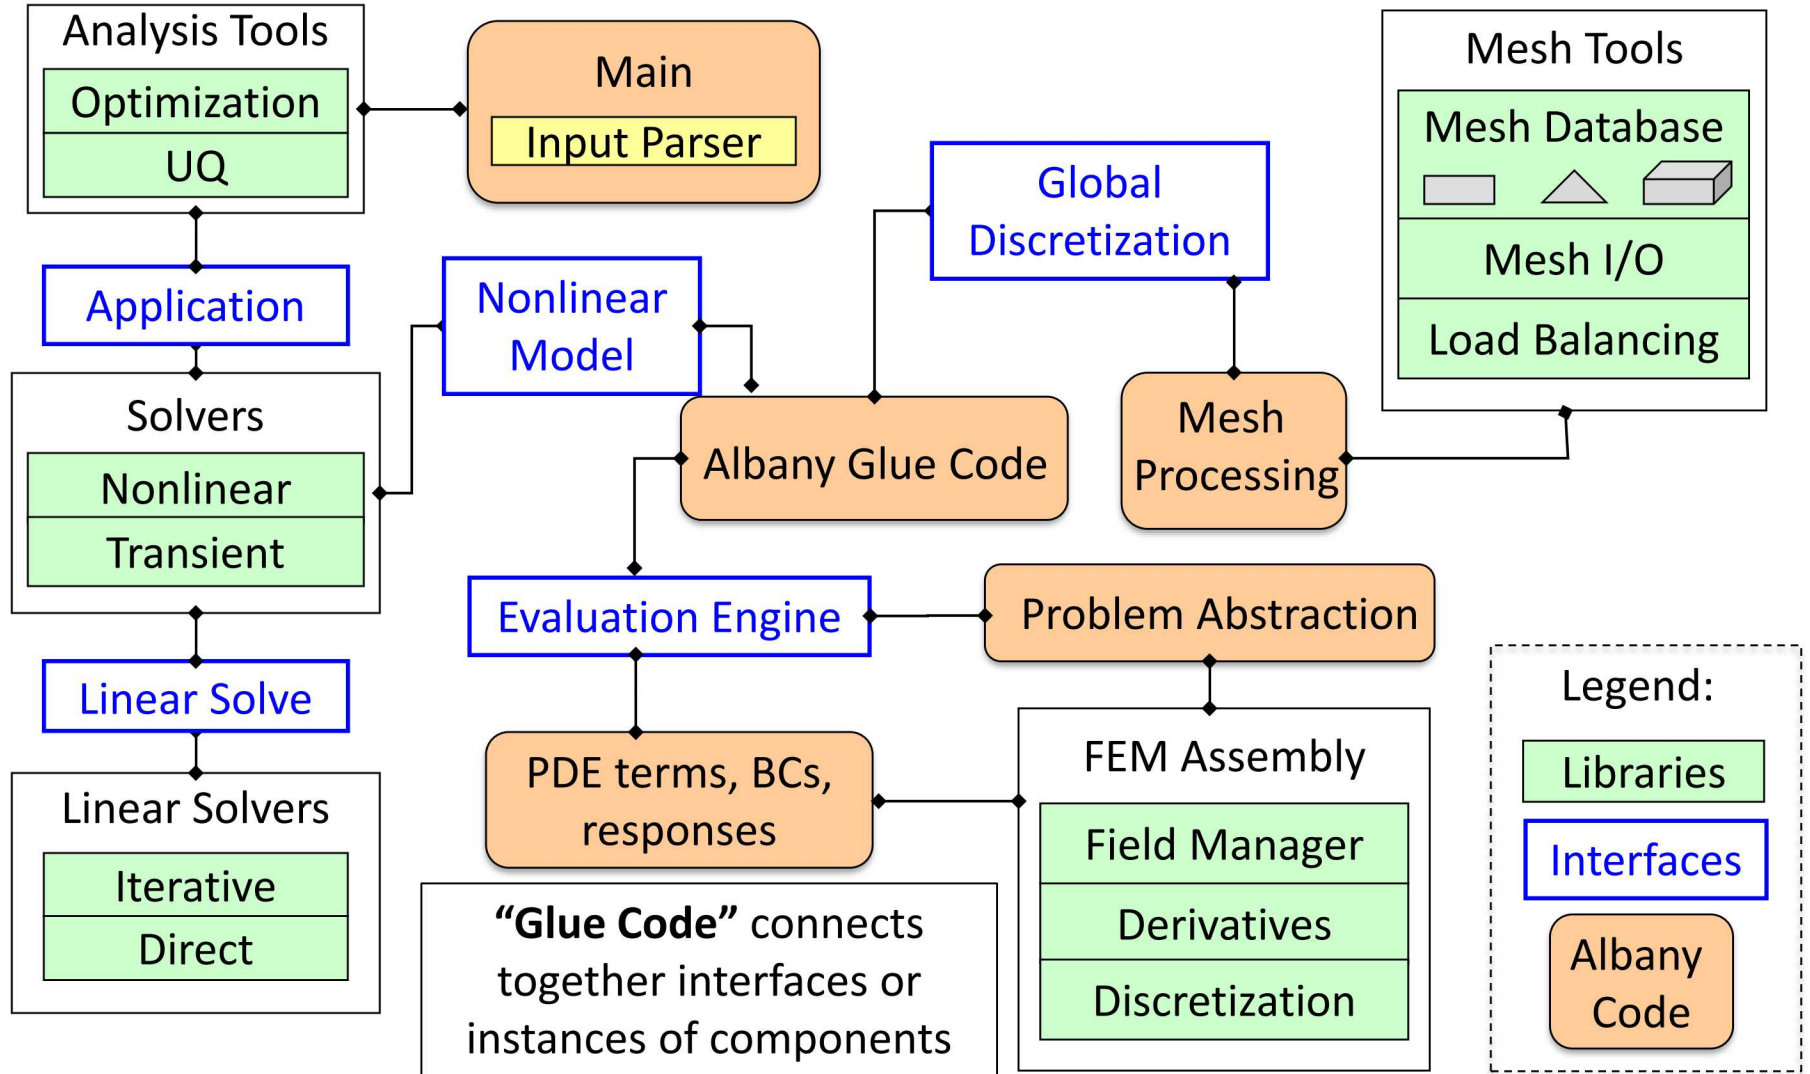 Analysis Tools
Optimization
UQ
Main
Input Parser
Application
Solvers
Nonlinear
Transient
Linear Solve
Linear Solvers
Iterative
Direct
Nonlinear
Model
Global
Discretization
Albany Glue Code
Mesh
Processing
Mesh Tools
Mesh Database
Mesh I/O
Load Balancing
Evaluation Engine
Problem Abstraction
PDE terms, BCs,
responses
FEM Assembly
Field Manager
Derivatives
Discretization
“Glue Code” connects
together interfaces or
instances of components
Legend:
Libraries
Interfaces
Albany
Code